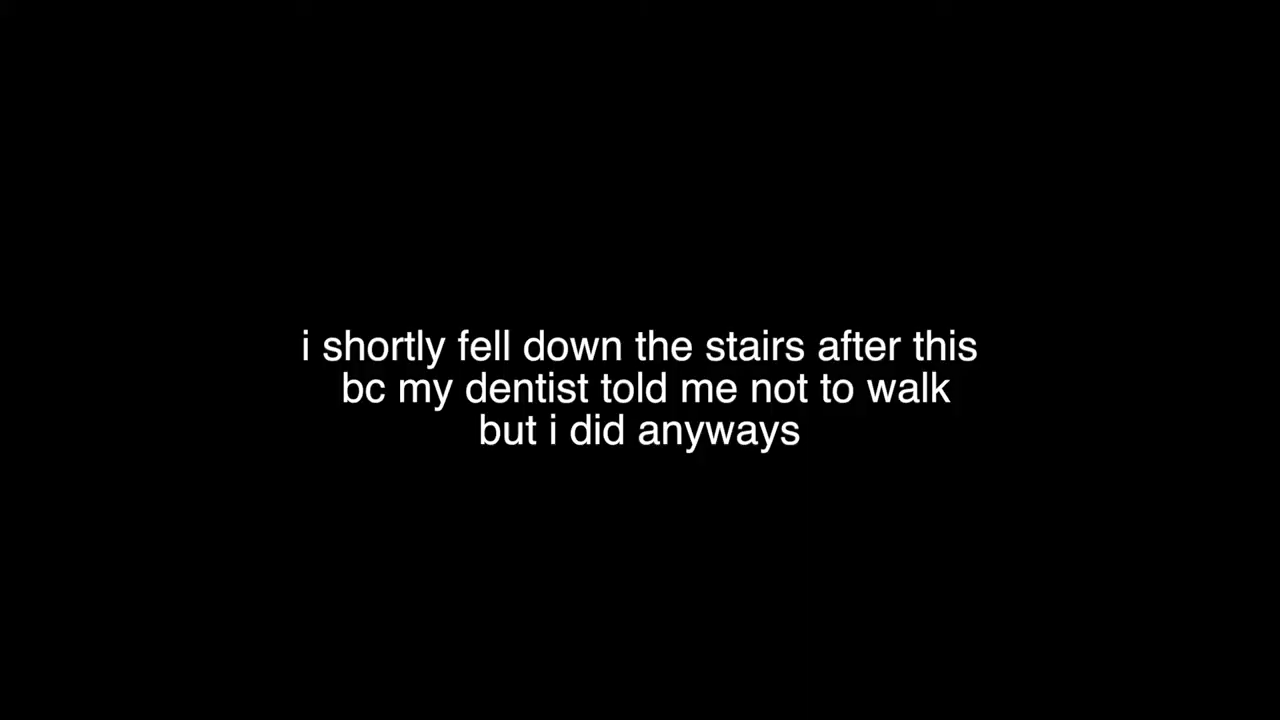 i shortly fell down the stairs after this
bc my dentist told me not to walk
but i did anyways